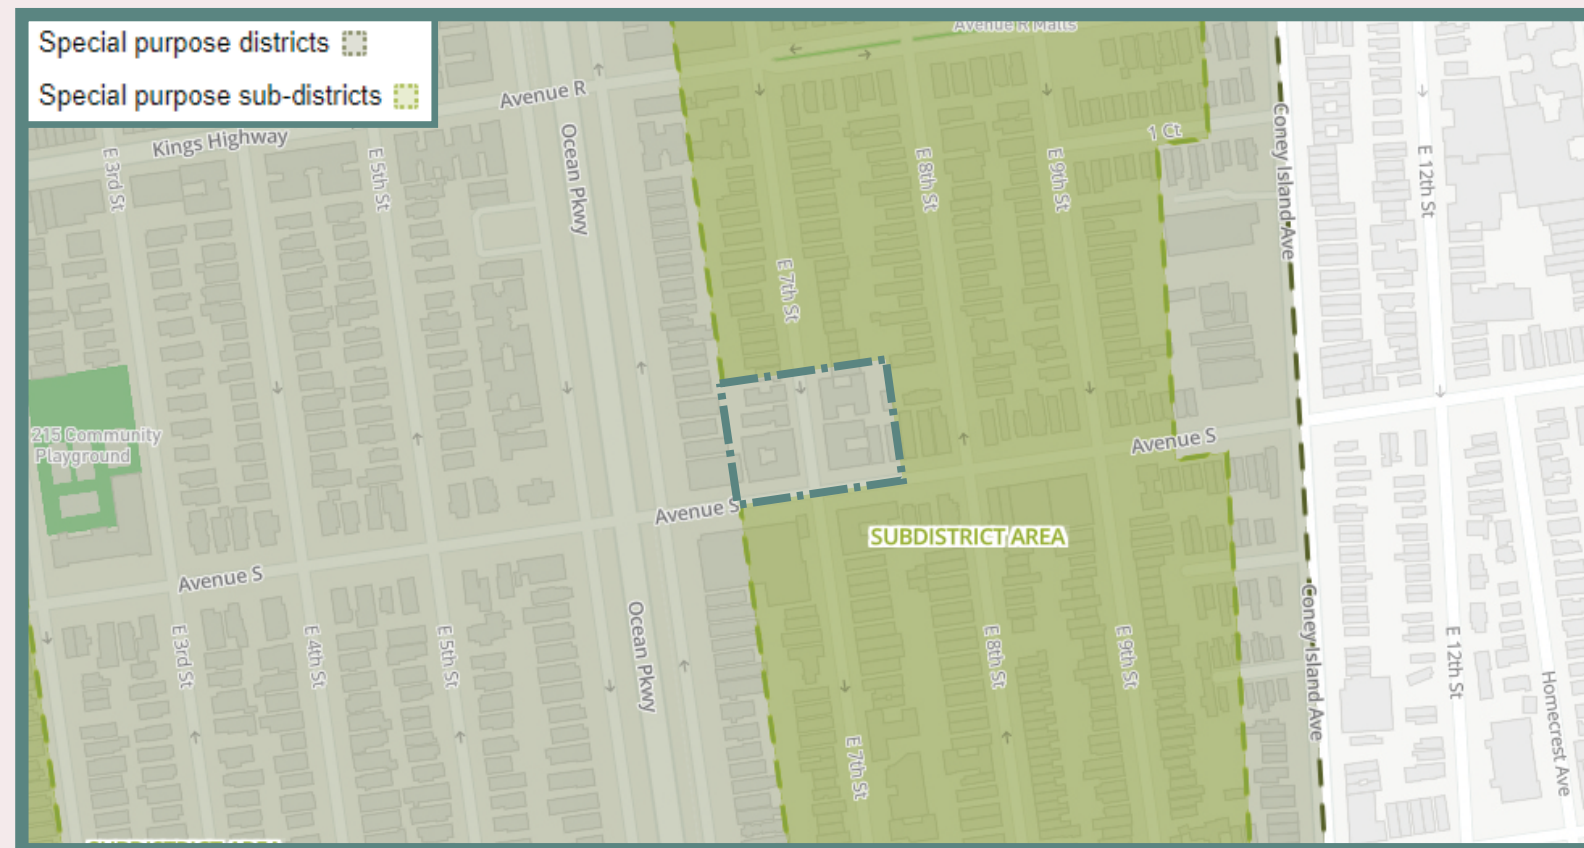 Special purpose districts
Special purpose sub-districts
Avenue R Malls
Avenue R
Kings Highway
1 Ct
E 3rd St
E 5th St
Ocean Pkwy
E 8th St
E 9th St
Coney Island Ave
E 12th St
E 7th St
215 Community
Playground
Avenue S
Avenue S
SUBDISTRICT AREA
Avenue S
E 3rd St
E 4th St
E 5th St
Ocean Pkwy
E 8th St
E 9th St
Coney Island Ave
E 12th St
Homecrest Ave
E 7th St
SUBDISTRICT AREA